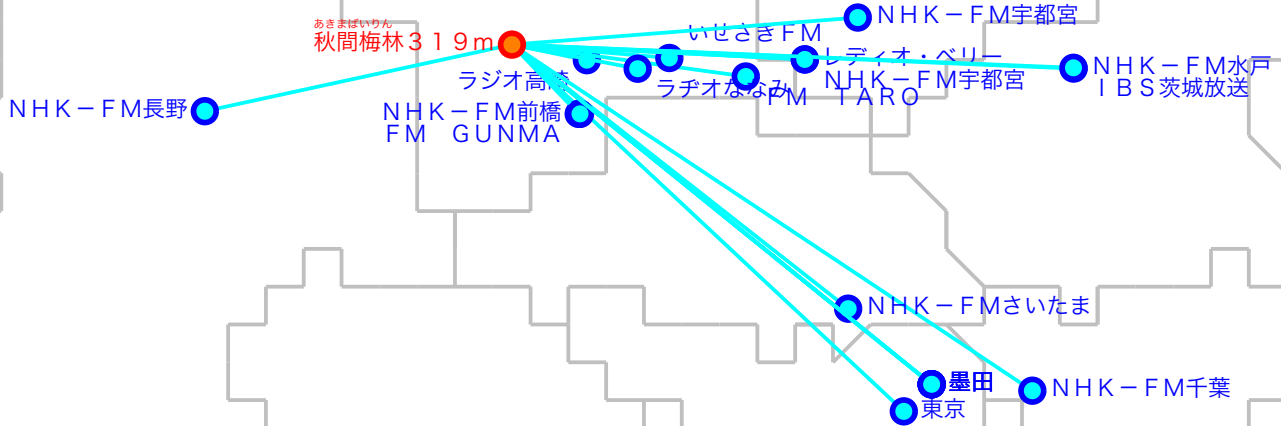 ＮＨＫ－ＦＭ宇都宮
あきまばいりん
秋間梅林３１９ｍ
いせさきＦＭ
レディオ・ベリー
ＮＨＫ－ＦＭ宇都宮
ＮＨＫ－ＦＭ水戸
ＩＢＳ茨城放送
ラジオ高崎
ラヂオななみ
ＦＭ　ＴＡＲＯ
ＮＨＫ－ＦＭ長野
ＮＨＫ－ＦＭ前橋
ＦＭ　ＧＵＮＭＡ
ＮＨＫ－ＦＭさいたま
墨田
ＮＨＫ－ＦＭ千葉
東京